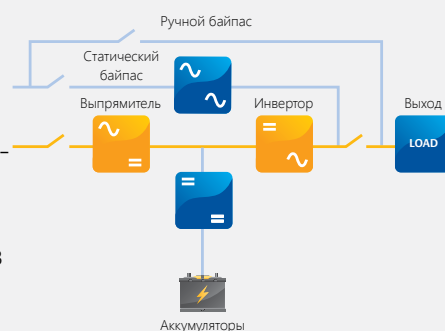 Ручной байпас
Статический
байпас
Выпрямитель
Инвертор
Выход
LOAD
Аккумуляторы